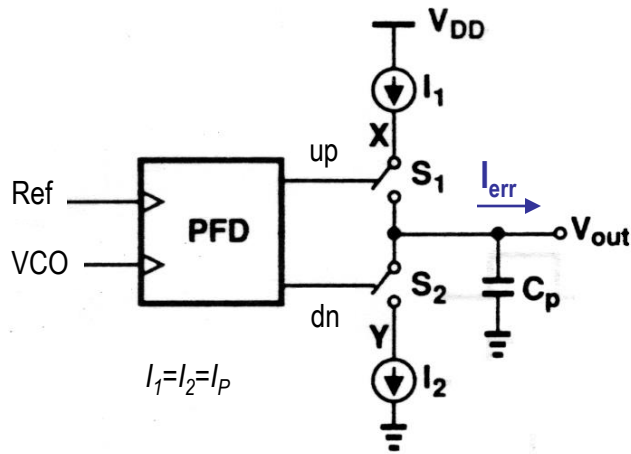 V_DD
I_1
X
up
S_1
I_err
Ref
PFD
V_out
VCO
S_2
C_p
dn
Y
I_1=I_2=I_P
I_2